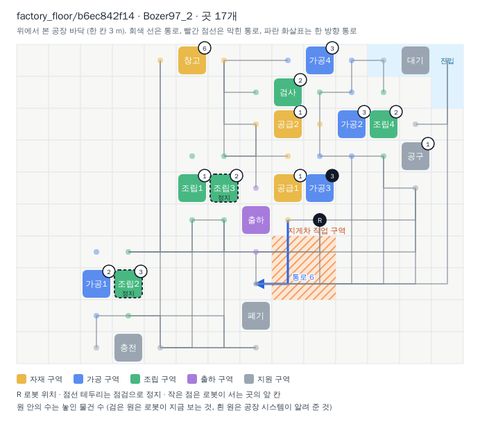 factory_floor/b6ec842f14 · Bozer97_2 · 곳 17개
위에서 본 공장 바닥 (한 칸 3 m). 회색 선은 통로, 빨간 점선은 막힌 통로, 파란 화살표는 한 방향 통로
창고 6
가공4 3
대기
진입
검사 2
공급2 1
가공2 3
조립4 2
공구 1
조립1 1
조립3 2
정지
공급1 1
가공3 3
출하
R
지게차 작업 구역
통로 6
가공1 2
조립2 3
정지
폐기
충전
자재 구역
가공 구역
조립 구역
출하 구역
지원 구역
R 로봇 위치 · 점선 테두리는 점검으로 정지 · 작은 점은 로봇이 서는 곳의 앞 칸
원 안의 수는 놓인 물건 수 (검은 원은 로봇이 지금 보는 것, 흰 원은 공장 시스템이 알려 준 것)